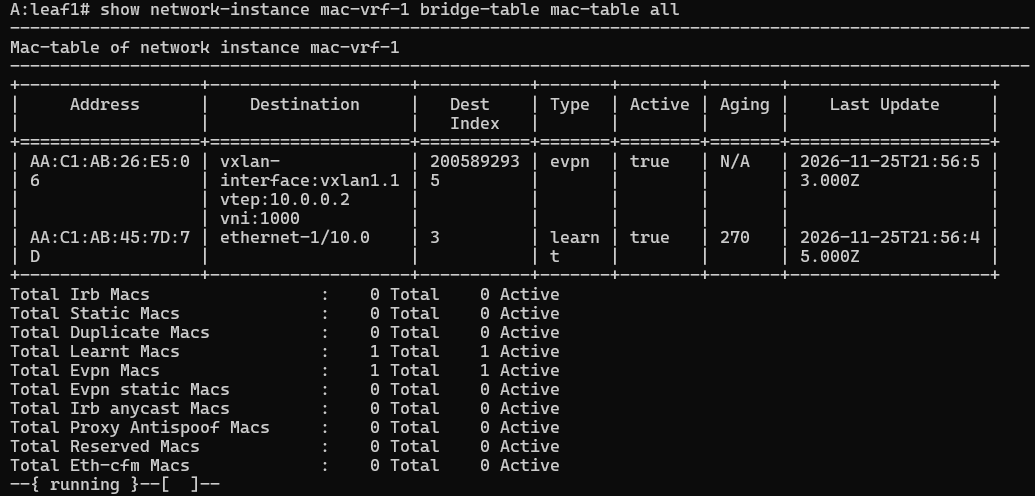 A:leaf1# show network-instance mac-vrf-1 bridge-table mac-table all
--------------------------------------------------------------------------------------------------------
Mac-table of network instance mac-vrf-1
--------------------------------------------------------------------------------------------------------
+------------------+--------------------+-----------+-------+--------+-------+--------------------+
|     Address      |    Destination     |   Dest    | Type  | Active | Aging |    Last Update     |
|                  |                    |   Index   |       |        |       |                    |
+==================+====================+===========+=======+========+=======+====================+
| AA:C1:AB:26:E5:0 | vxlan-             | 200589293 | evpn  | true   | N/A   | 2026-11-25T21:56:5 |
| 6                | interface:vxlan1.1 | 5         |       |        |       | 3.000Z             |
|                  | vtep:10.0.0.2      |           |       |        |       |                    |
|                  | vni:1000           |           |       |        |       |                    |
| AA:C1:AB:45:7D:7 | ethernet-1/10.0    | 3         | learn | true   | 270   | 2026-11-25T21:56:4 |
| D                |                    |           | t     |        |       | 5.000Z             |
+------------------+--------------------+-----------+-------+--------+-------+--------------------+
Total Irb Macs                 :    0 Total    0 Active
Total Static Macs              :    0 Total    0 Active
Total Duplicate Macs           :    0 Total    0 Active
Total Learnt Macs              :    1 Total    1 Active
Total Evpn Macs                :    1 Total    1 Active
Total Evpn static Macs         :    0 Total    0 Active
Total Irb anycast Macs         :    0 Total    0 Active
Total Proxy Antispoof Macs     :    0 Total    0 Active
Total Reserved Macs            :    0 Total    0 Active
Total Eth-cfm Macs             :    0 Total    0 Active
--{ running }--[  ]--